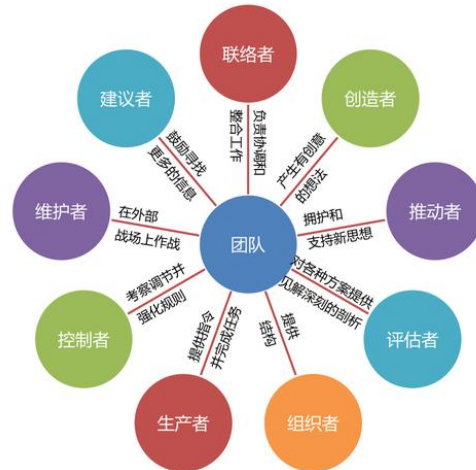 联络者
负责协调和
整合工作
创造者
产生有创意
的想法
推动者
拥护和
支持新思想
评估者
对各种方案提供
见解深刻的剖析
组织者
提供
结构
生产者
提供指令
并完成任务
控制者
考察调节并
强化规则
维护者
在外部
战场上作战
建议者
鼓励寻找
更多的信息
团队